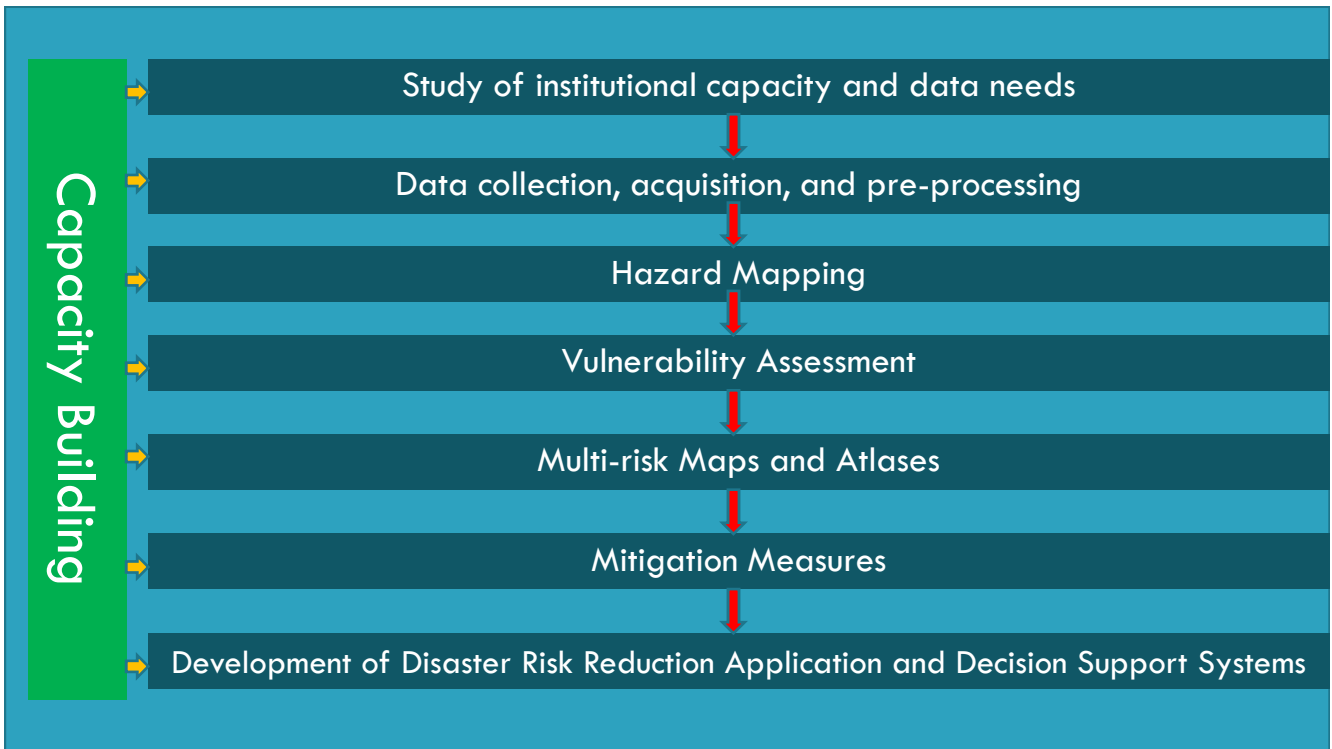 Capacity Building
Study of institutional capacity and data needs
Data collection, acquisition, and pre-processing
Hazard Mapping
Vulnerability Assessment
Multi-risk Maps and Atlases
Mitigation Measures
Development of Disaster Risk Reduction Application and Decision Support Systems